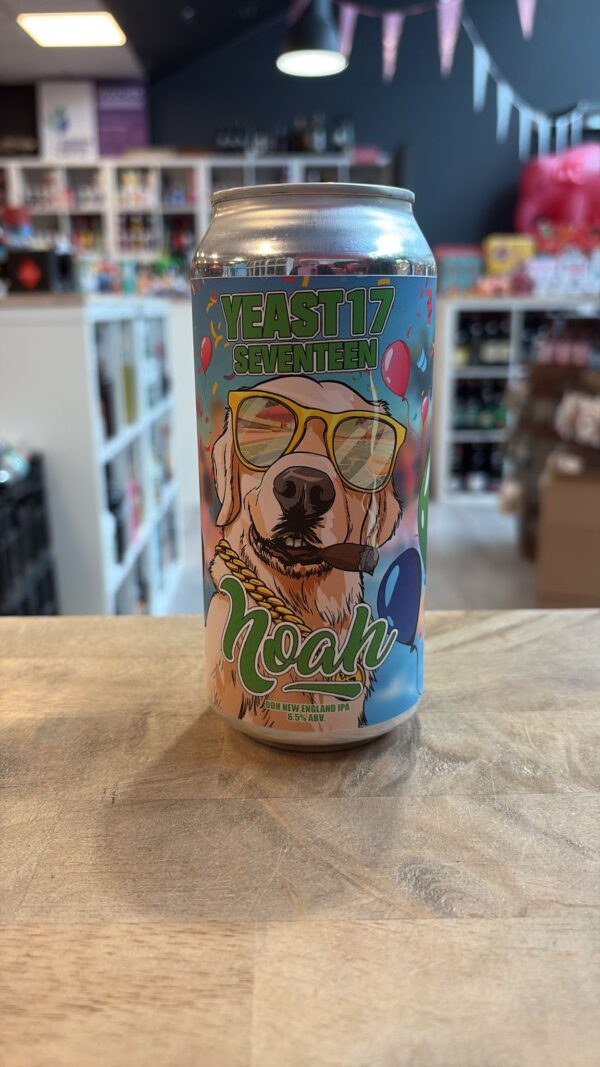 YEAST 17
SEVENTEEN
Noah
DDH NEW ENGLAND IPA
6.5% ABV.